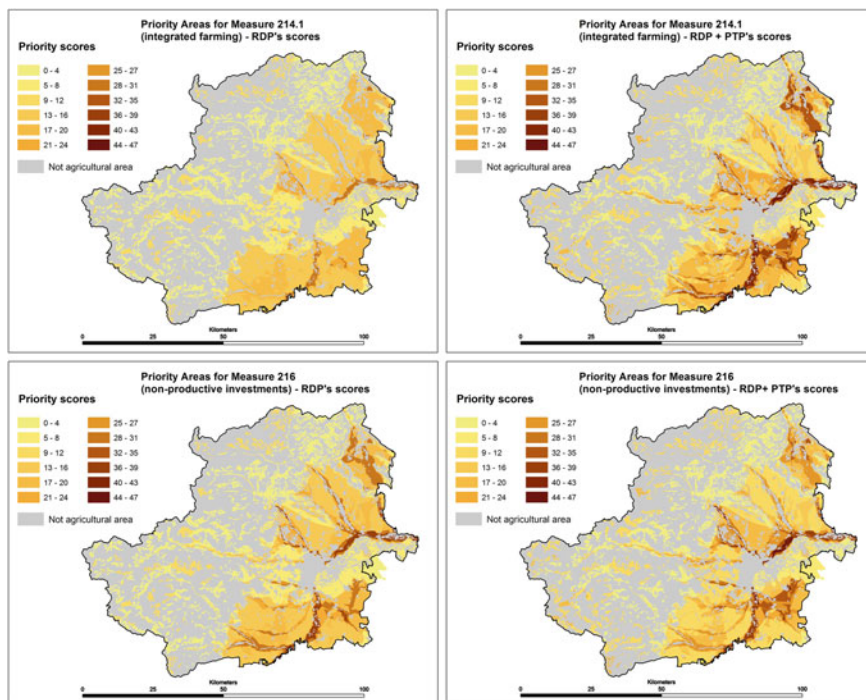 Priority Areas for Measure 214.1
(integrated farming) - RDP's scores
Priority scores
0 - 4
5 - 8
9 - 12
13 - 16
17 - 20
21 - 24
25 - 27
28 - 31
32 - 35
36 - 39
40 - 43
44 - 47
Not agricultural area
Kilometers
0 25 50 100
Priority Areas for Measure 214.1
(integrated farming) - RDP + PTP's scores
Priority scores
0 - 4
5 - 8
9 - 12
13 - 16
17 - 20
21 - 24
25 - 27
28 - 31
32 - 35
36 - 39
40 - 43
44 - 47
Not agricultural area
Kilometers
0 25 50 100
Priority Areas for Measure 216
(non-productive investments) - RDP's scores
Priority scores
0 - 4
5 - 8
9 - 12
13 - 16
17 - 20
21 - 24
25 - 27
28 - 31
32 - 35
36 - 39
40 - 43
44 - 47
Not agricultural area
Kilometers
0 25 50 100
Priority Areas for Measure 216
(non-productive investments) - RDP+ PTP's scores
Priority scores
0 - 4
5 - 8
9 - 12
13 - 16
17 - 20
21 - 24
25 - 27
28 - 31
32 - 35
36 - 39
40 - 43
44 - 47
Not agricultural area
Kilometers
0 25 50 100